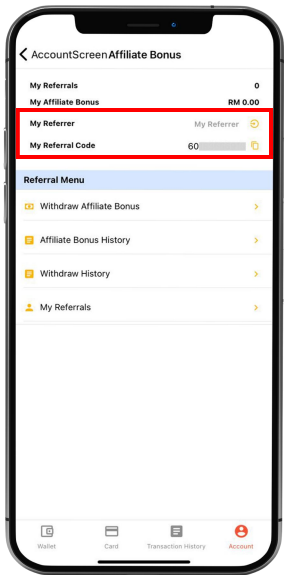 AccountScreen Affiliate Bonus
My Referrals 0
My Affiliate Bonus RM 0.00
My Referrer My Referrer
My Referral Code 60
Referral Menu
Withdraw Affiliate Bonus
Affiliate Bonus History
Withdraw History
My Referrals
Wallet Card Transaction History Account